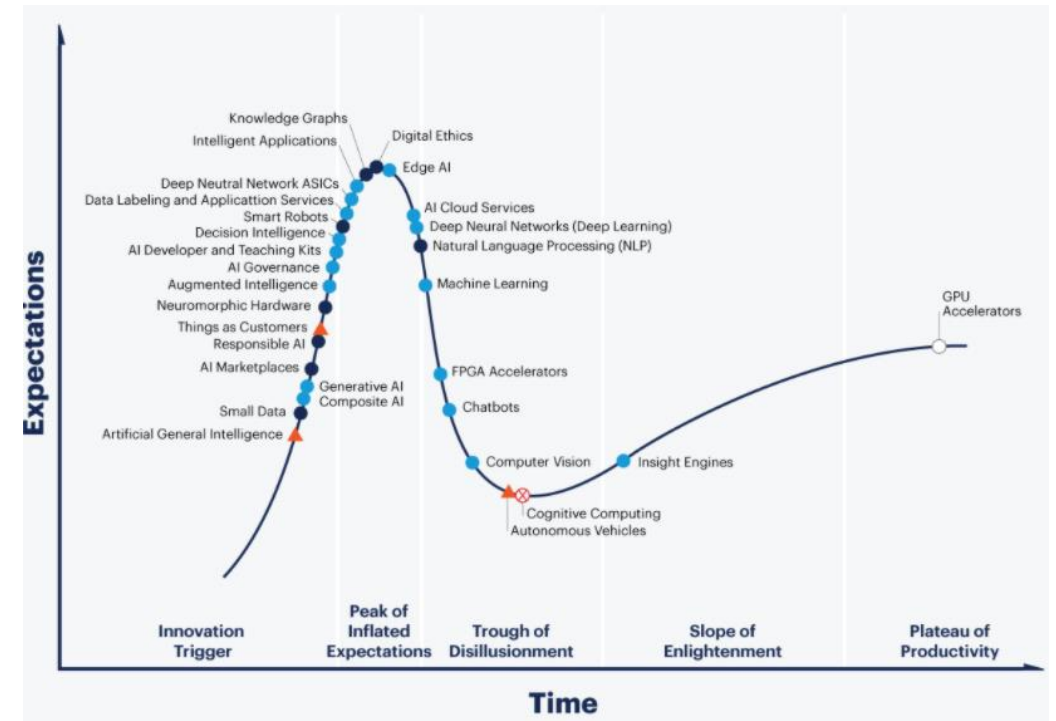 Expectations
Knowledge Graphs
Intelligent Applications
Deep Neutral Network ASICs
Data Labeling and Applicattion Services
Smart Robots
Decision Intelligence
AI Developer and Teaching Kits
AI Governance
Augmented Intelligence
Neuromorphic Hardware
Things as Customers
Responsible AI
AI Marketplaces
Generative AI
Composite AI
Small Data
Artificial General Intelligence
Digital Ethics
Edge AI
AI Cloud Services
Deep Neural Networks (Deep Learning)
Natural Language Processing (NLP)
Machine Learning
FPGA Accelerators
Chatbots
Computer Vision
Cognitive Computing
Autonomous Vehicles
Insight Engines
GPU
Accelerators
Innovation
Trigger
Peak of
Inflated
Expectations
Trough of
Disillusionment
Slope of
Enlightenment
Plateau of
Productivity
Time